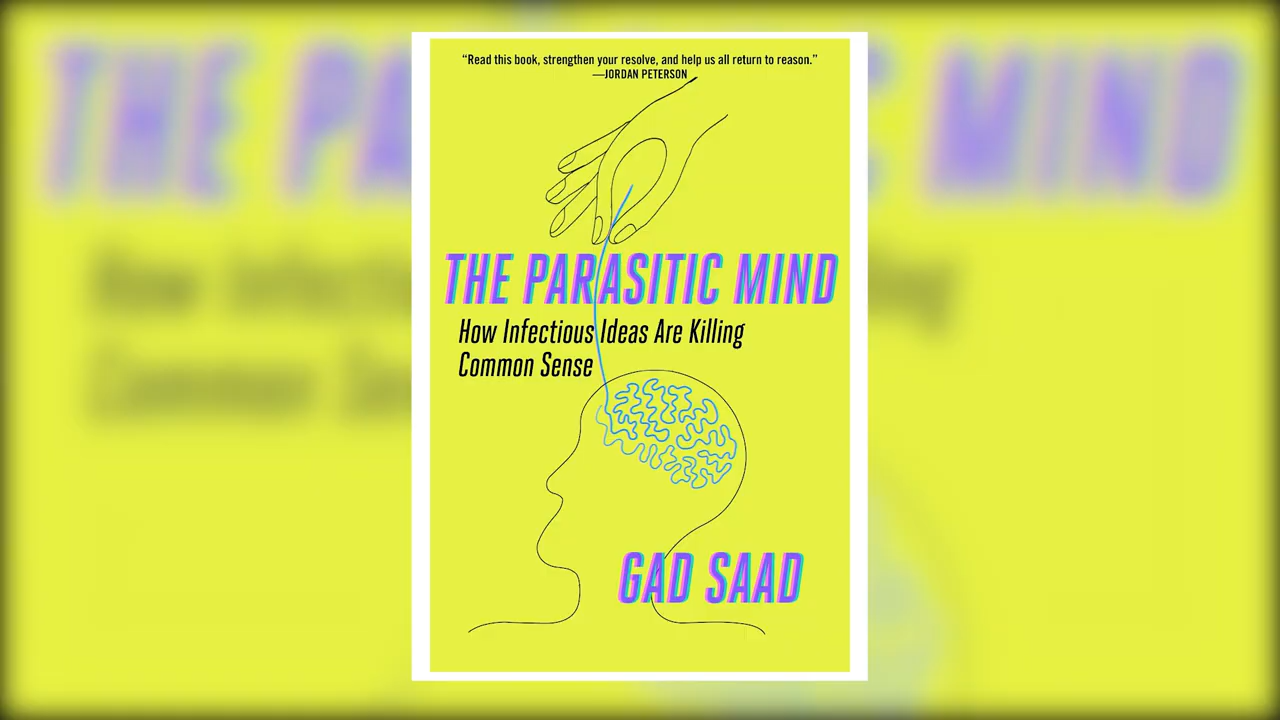 “Read this book, strengthen your resolve, and help us all return to reason.”
—JORDAN PETERSON
THE PARASITIC MIND
How Infectious Ideas Are Killing
Common Sense
GAD SAAD